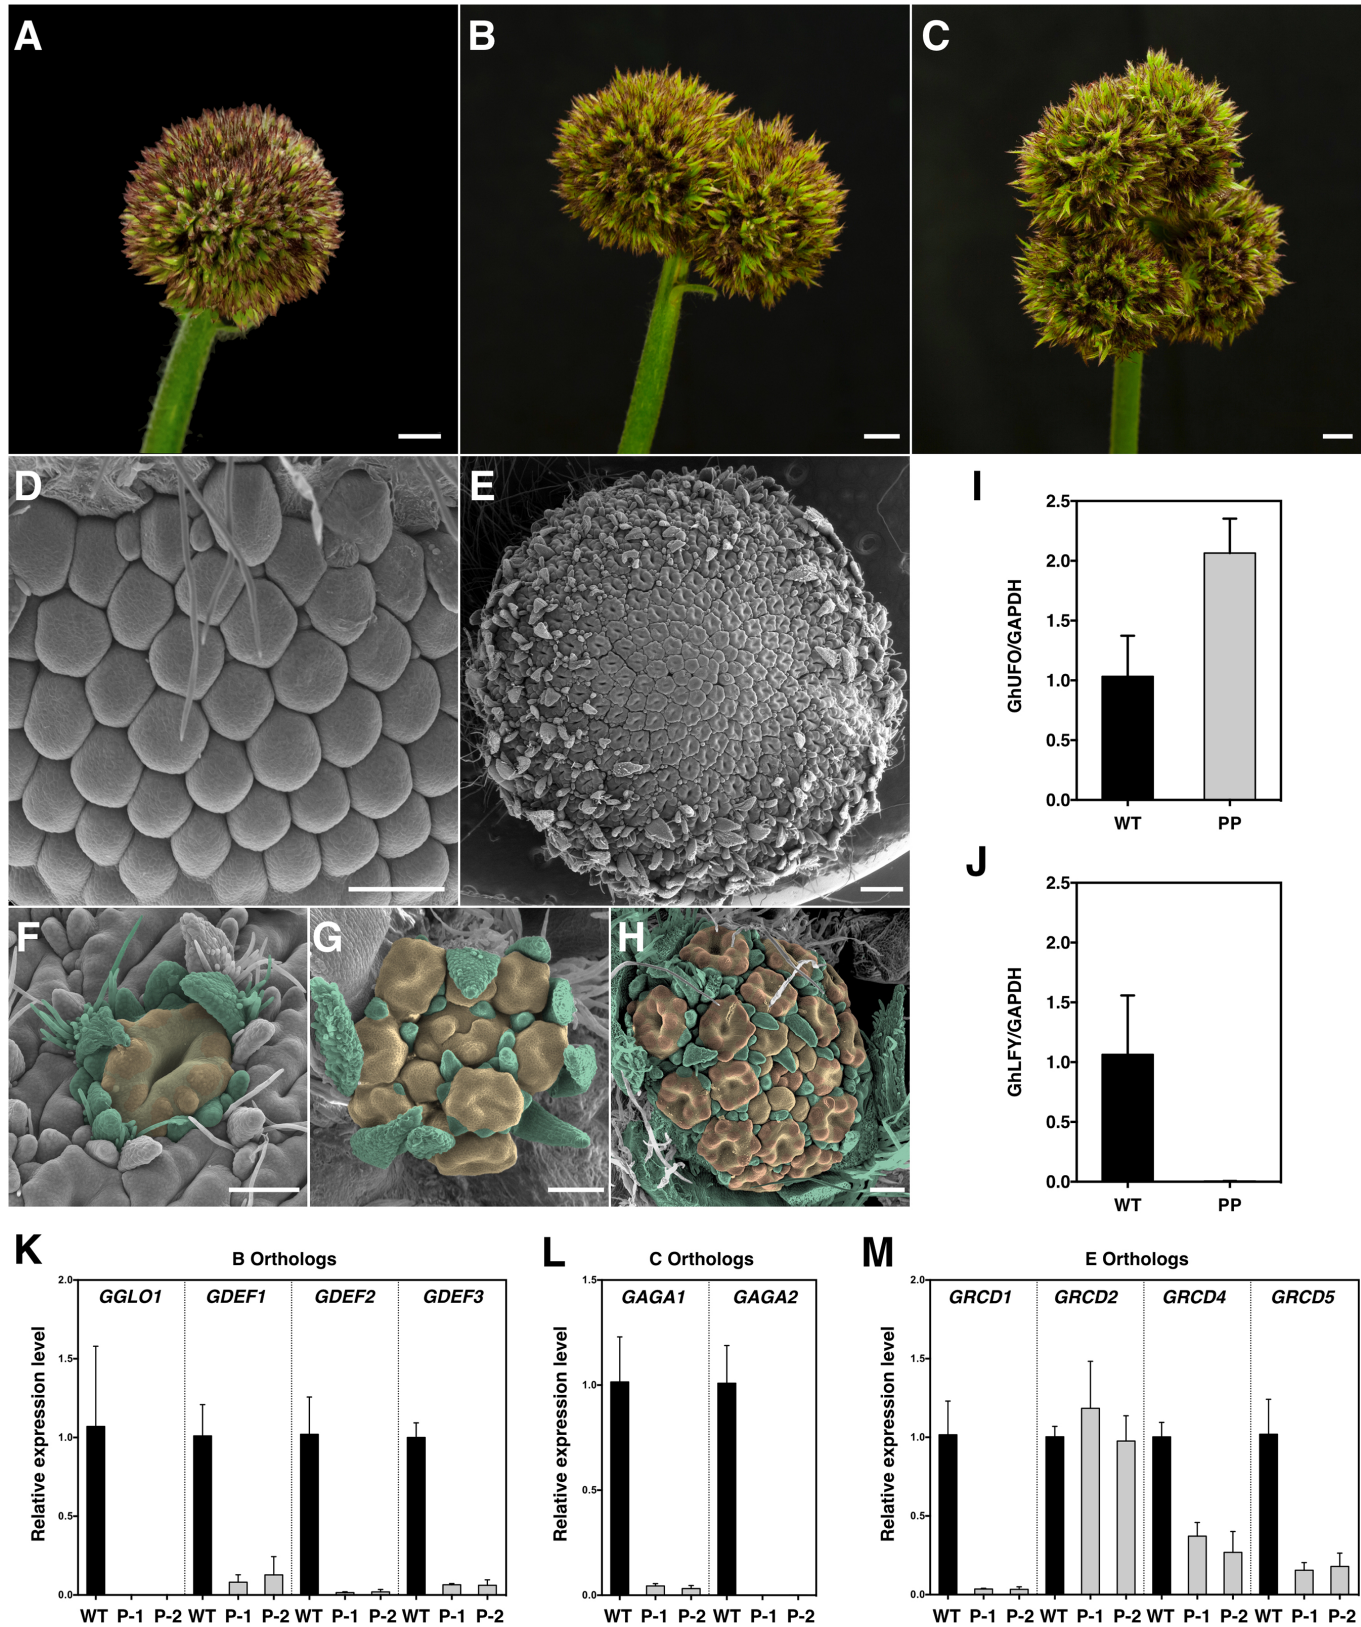 A
B
C
D
E
F
G
H
I
2.5
2.0
1.5
1.0
0.5
0.0
GhUFO/GAPDH
WT PP
J
2.5
2.0
1.5
1.0
0.5
0.0
GhLFY/GAPDH
WT PP
K
B Orthologs
GGLO1 GDEF1 GDEF2 GDEF3
2.0
1.5
1.0
0.5
0.0
Relative expression level
WT P-1 P-2 WT P-1 P-2 WT P-1 P-2 WT P-1 P-2
L
C Orthologs
GAGA1 GAGA2
1.5
1.0
0.5
0.0
Relative expression level
WT P-1 P-2 WT P-1 P-2
M
E Orthologs
GRCD1 GRCD2 GRCD4 GRCD5
2.0
1.5
1.0
0.5
0.0
Relative expression level
WT P-1 P-2 WT P-1 P-2 WT P-1 P-2 WT P-1 P-2